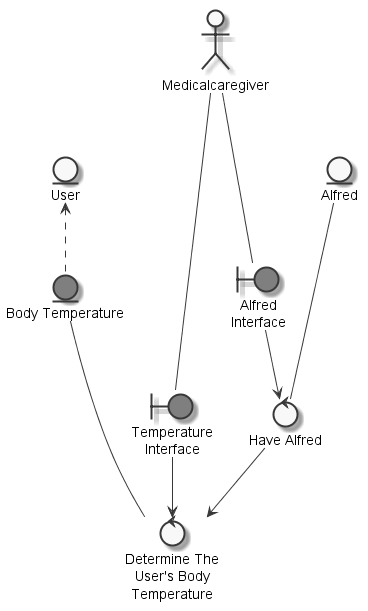 Medicalcaregiver
User
Alfred
Body Temperature
Alfred
Interface
Temperature
Interface
Have Alfred
Determine The
User's Body
Temperature